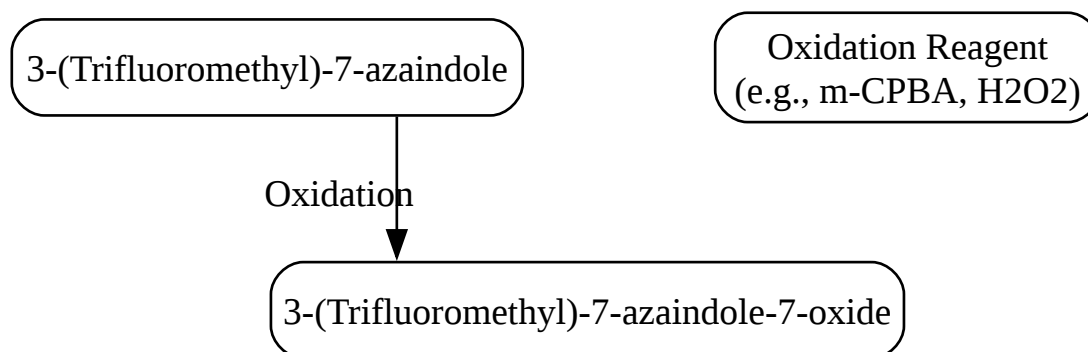 3-(Trifluoromethyl)-7-azaindole
Oxidation Reagent
(e.g., m-CPBA, H2O2)
Oxidation
3-(Trifluoromethyl)-7-azaindole-7-oxide